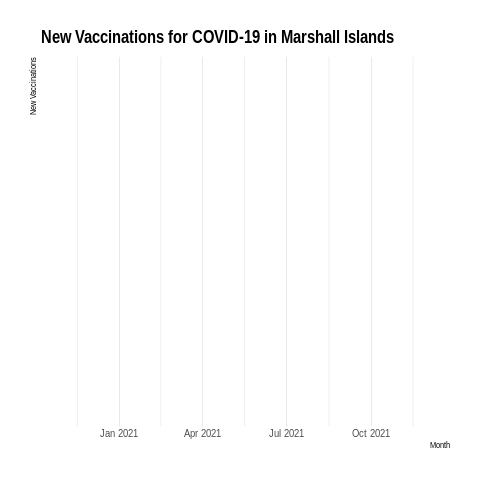 New Vaccinations for COVID-19 in Marshall Islands
New Vaccinations
Jan 2021 Apr 2021 Jul 2021 Oct 2021
Month